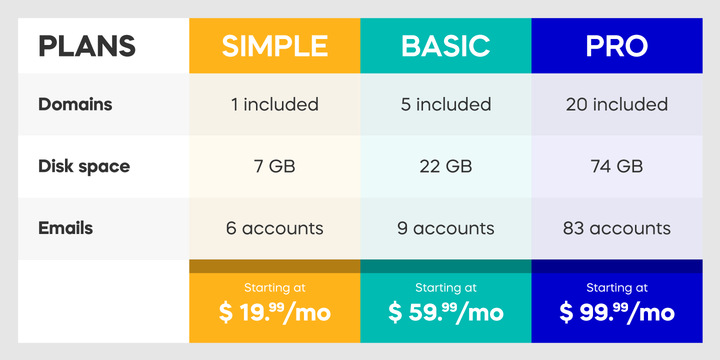 PLANS SIMPLE BASIC PRO
Domains 1 included 5 included 20 included
Disk space 7 GB 22 GB 74 GB
Emails 6 accounts 9 accounts 83 accounts
Starting at Starting at Starting at
$ 19.99/mo $ 59.99/mo $ 99.99/mo